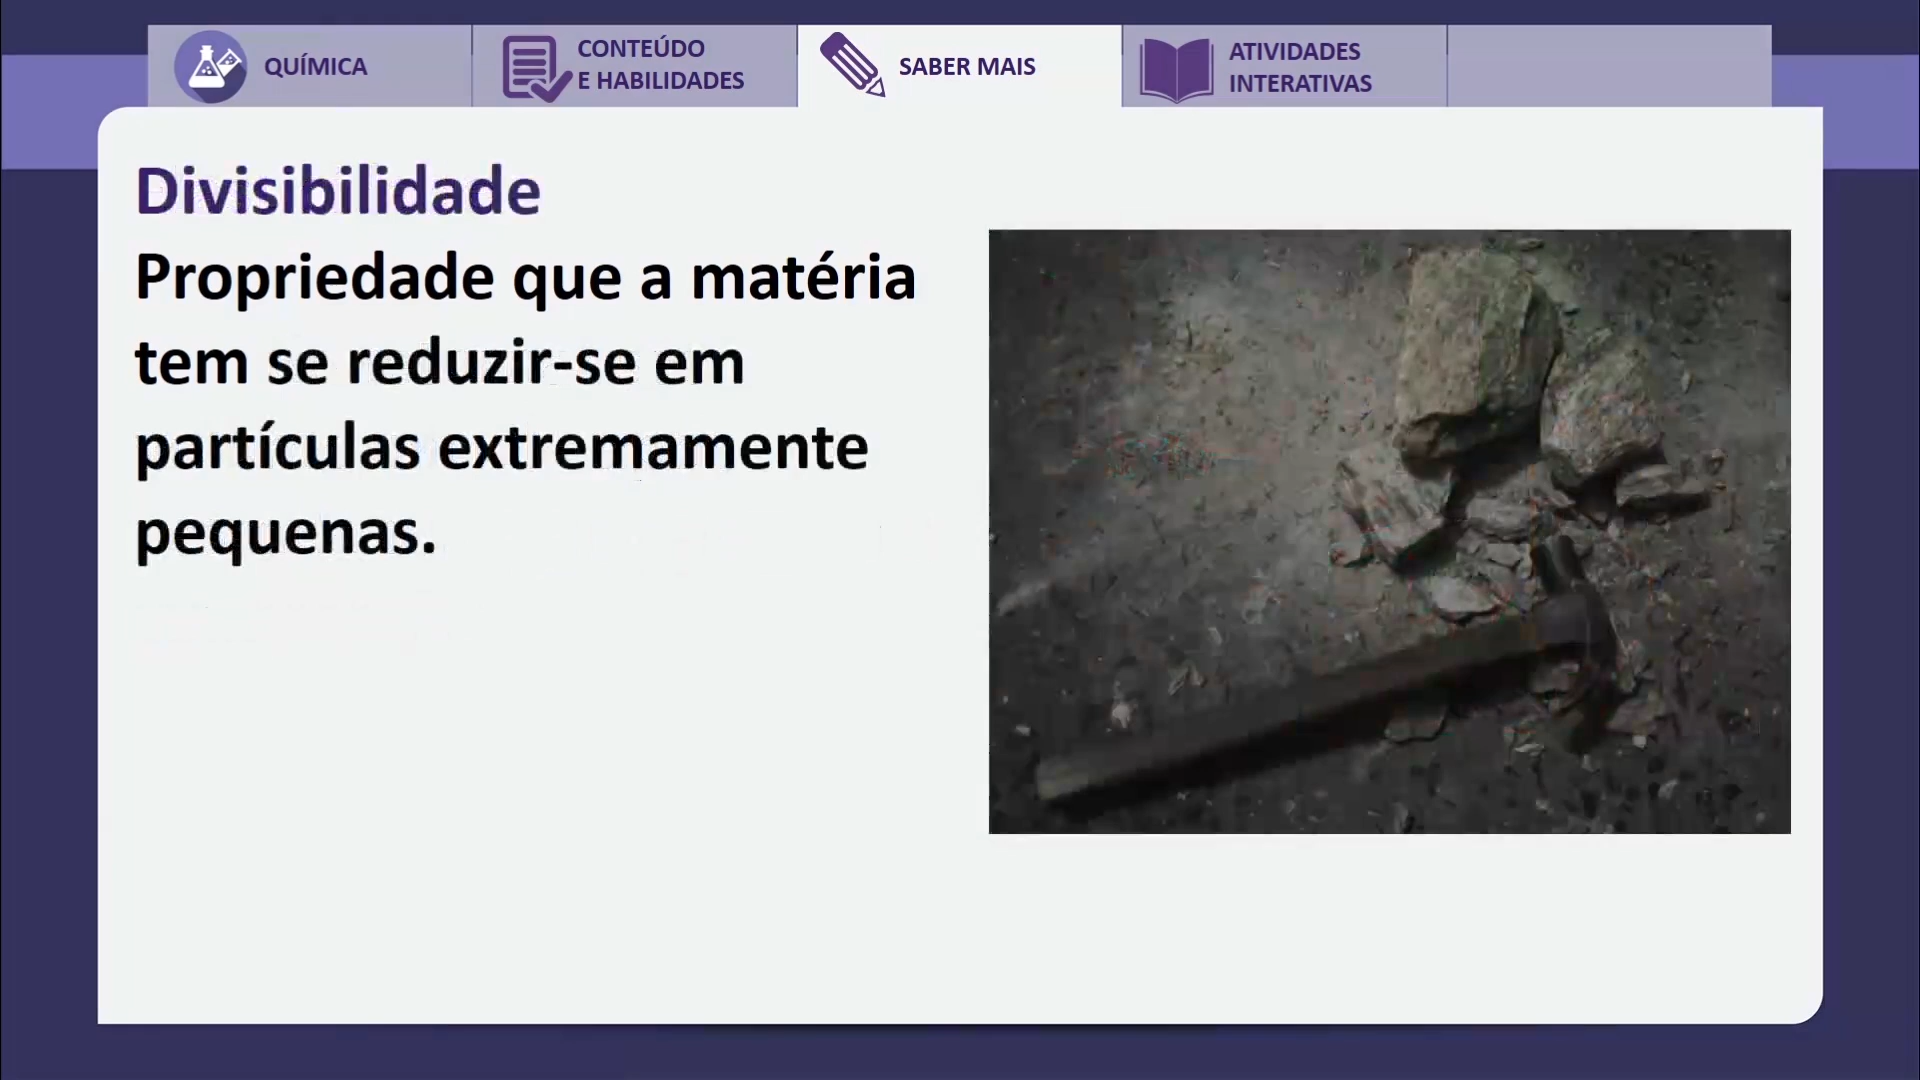 QUÍMICA
CONTEÚDO
E HABILIDADES
SABER MAIS
ATIVIDADES
INTERATIVAS
Divisibilidade
Propriedade que a matéria
tem se reduzir-se em
partículas extremamente
pequenas.